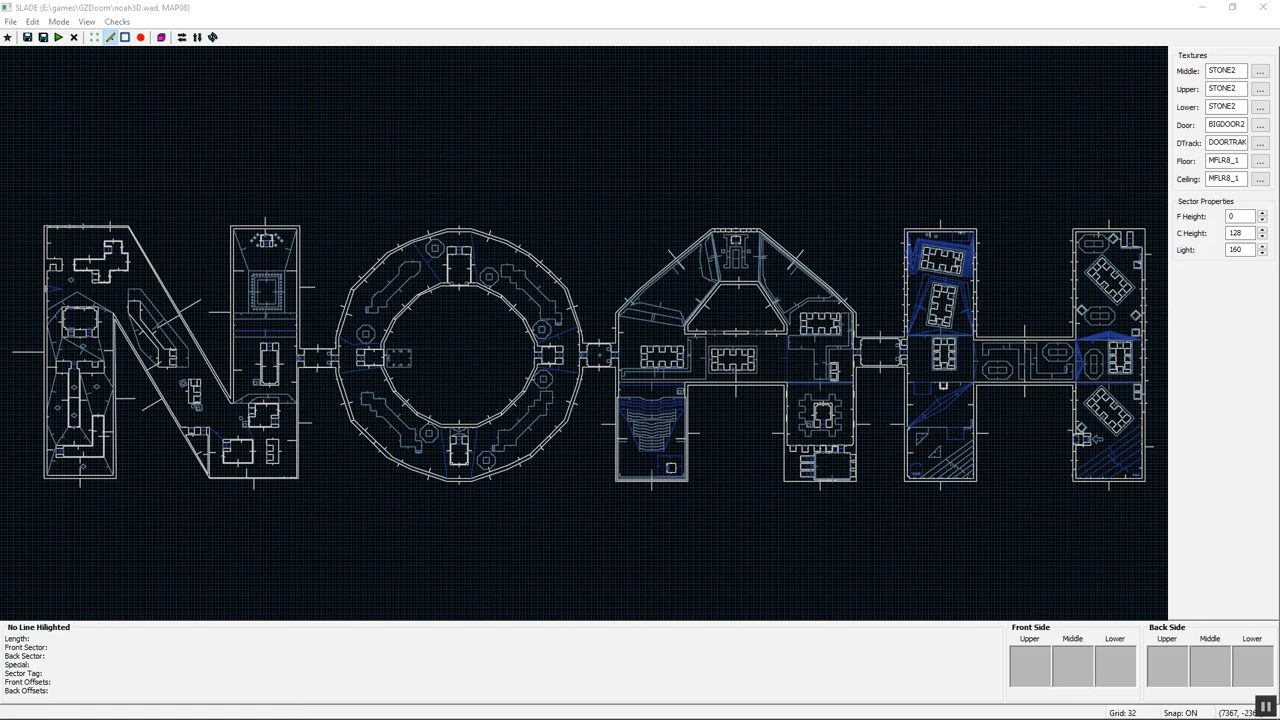 SLADE (E:\games\GZDoom\noah3D.wad, MAP08)
File Edit Mode View Checks
Textures
Middle: STONE2 ...
Upper: STONE2 ...
Lower: STONE2 ...
Door: BIGDOOR2 ...
DTrack: DOORTRAK ...
Floor: MFLR8_1 ...
Ceiling: MFLR8_1 ...
Sector Properties
F Height: 0
C Height: 128
Light: 160
NOAH
No Line Hilighted
Length:
Front Sector:
Back Sector:
Special:
Sector Tag:
Front Offsets:
Back Offsets:
Front Side
Upper Middle Lower
Back Side
Upper Middle Lower
Grid: 32 Snap: ON (7367,